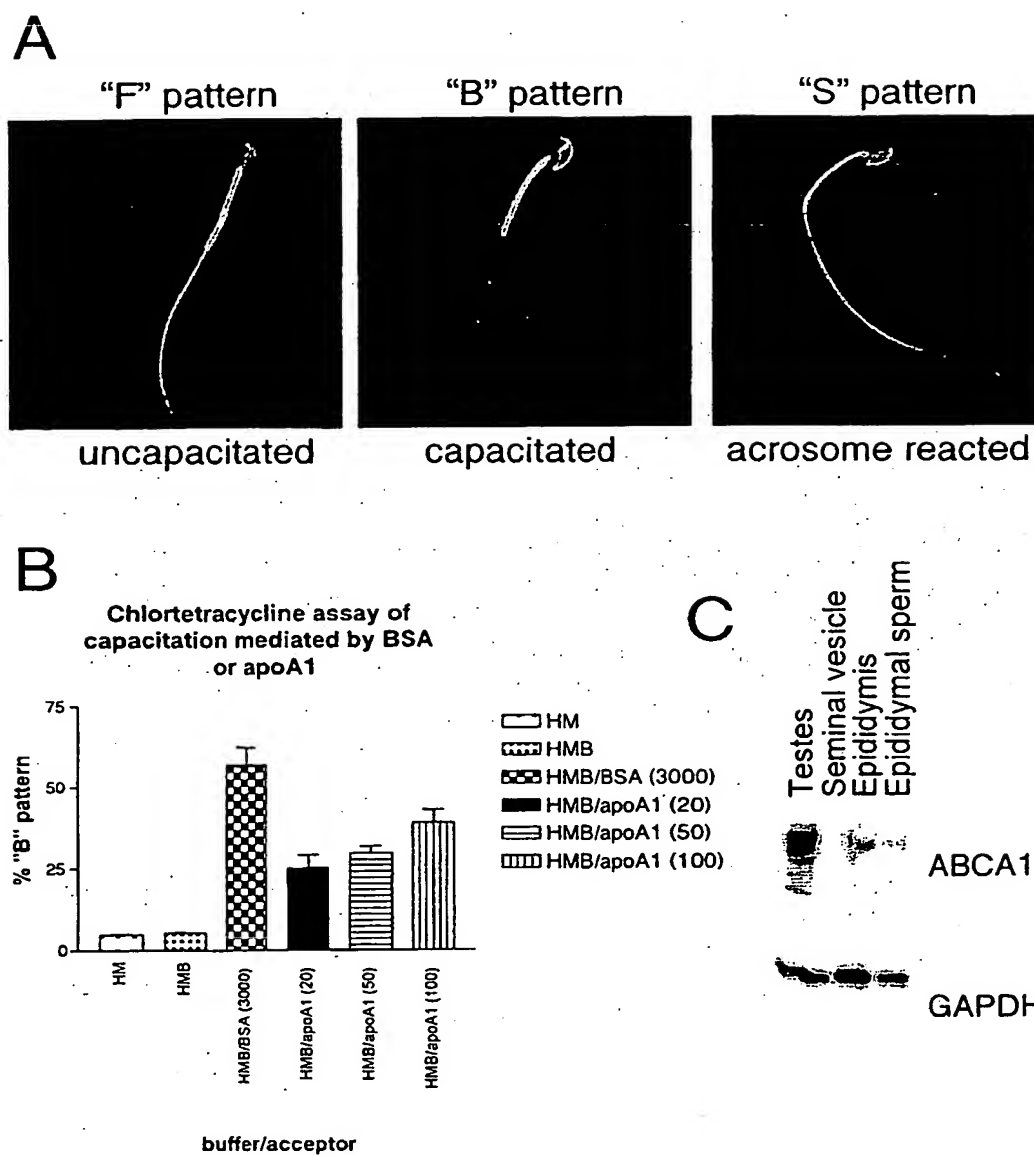 A
"F" pattern
"B" pattern
"S" pattern
uncapacitated
capacitated
acrosome reacted
B
Chlortetracycline assay of
capacitation mediated by BSA
or apoA1
% "B" pattern
75
50
25
0
HM
HMB
HMB/BSA (3000)
HMB/apoA1 (20)
HMB/apoA1 (50)
HMB/apoA1 (100)
buffer/acceptor
HM
HMB
HMB/BSA (3000)
HMB/apoA1 (20)
HMB/apoA1 (50)
HMB/apoA1 (100)
C
Testes
Seminal vesicle
Epididymis
Epididymal sperm
ABCA1
GAPDH